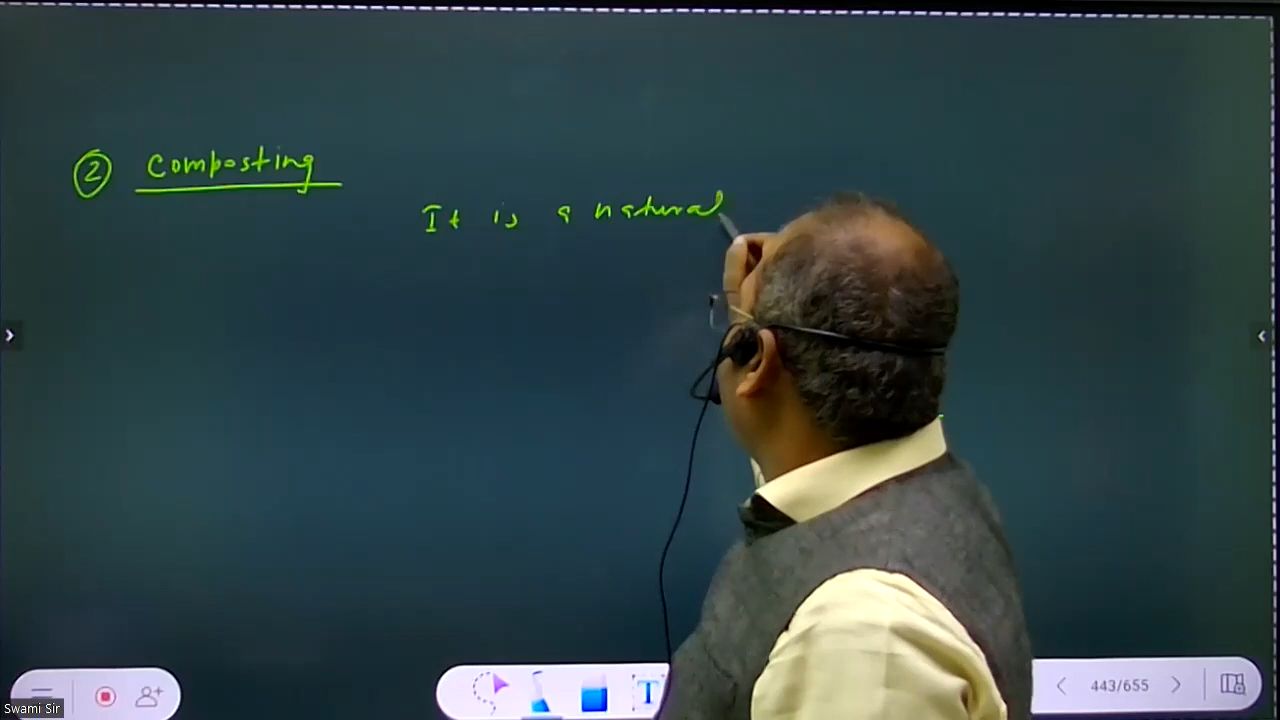 ② Composting
It is a natural
T
443/655
Swami Sir